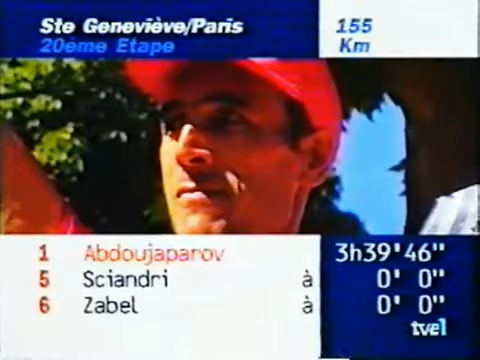 Ste Geneviève/Paris 155
20ème Etape Km
1 Abdoujaparov 3h39'46"
5 Sciandri à 0' 0"
6 Zabel à 0' 0"
tve1